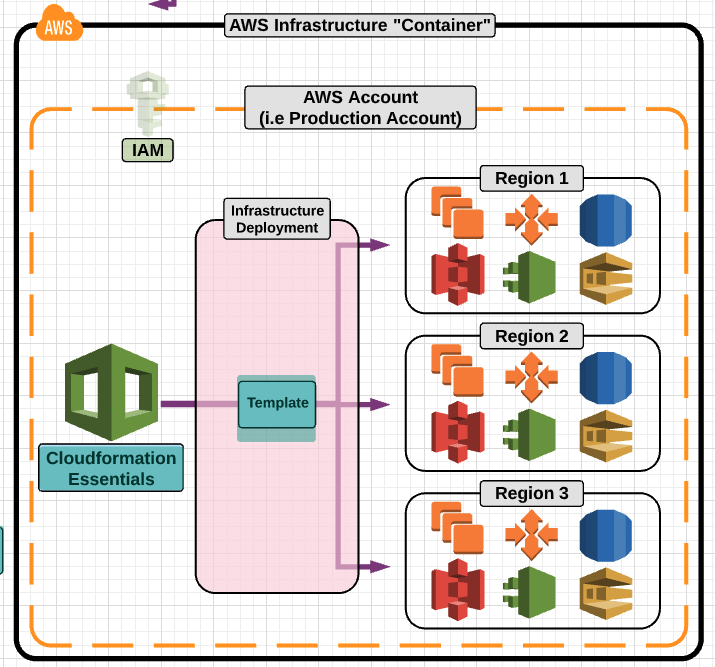 AWS
AWS Infrastructure "Container"
IAM
AWS Account
(i.e Production Account)
Region 1
Infrastructure
Deployment
Region 2
Template
Cloudformation
Essentials
Region 3